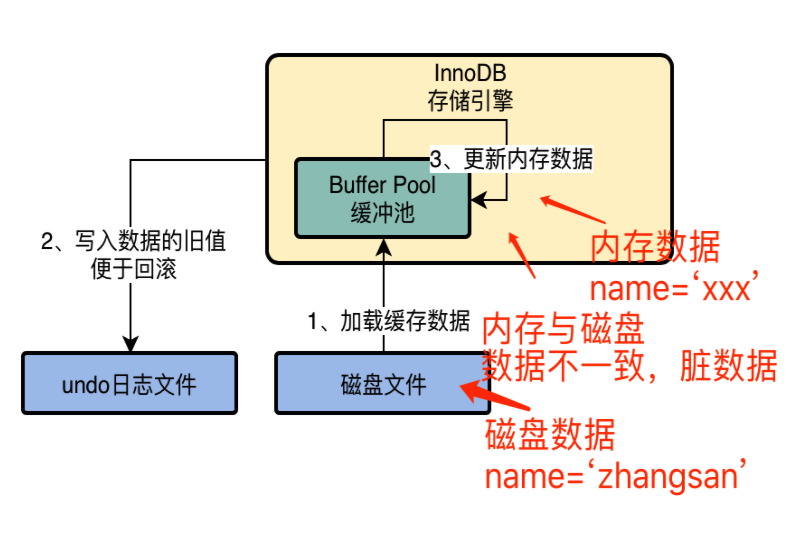 InnoDB
存储引擎
3、更新内存数据
Buffer Pool
缓冲池
2、写入数据的旧值
便于回滚
内存数据
name=‘xxx’
1、加载缓存数据
内存与磁盘
数据不一致，脏数据
undo日志文件
磁盘文件
磁盘数据
name=‘zhangsan’